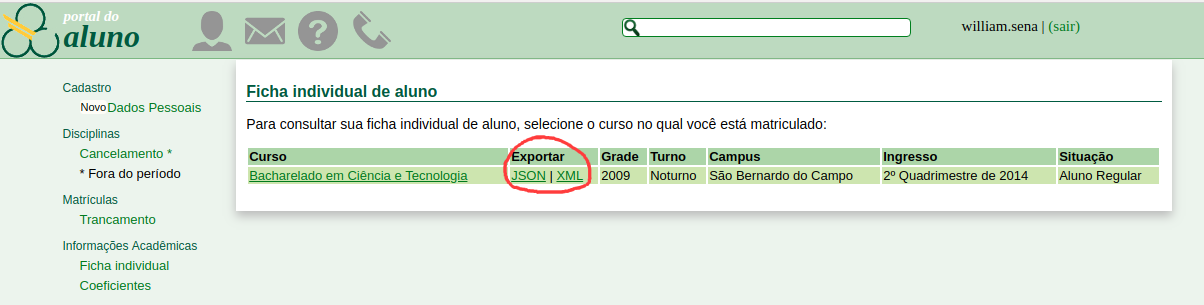 portal do
aluno
william.sena | (sair)
Cadastro
Novo Dados Pessoais
Disciplinas
Cancelamento *
* Fora do período
Matrículas
Trancamento
Informações Acadêmicas
Ficha individual
Coeficientes
Ficha individual de aluno
Para consultar sua ficha individual de aluno, selecione o curso no qual você está matriculado:
Curso Exportar Grade Turno Campus Ingresso Situação
Bacharelado em Ciência e Tecnologia JSON | XML 2009 Noturno São Bernardo do Campo 2º Quadrimestre de 2014 Aluno Regular